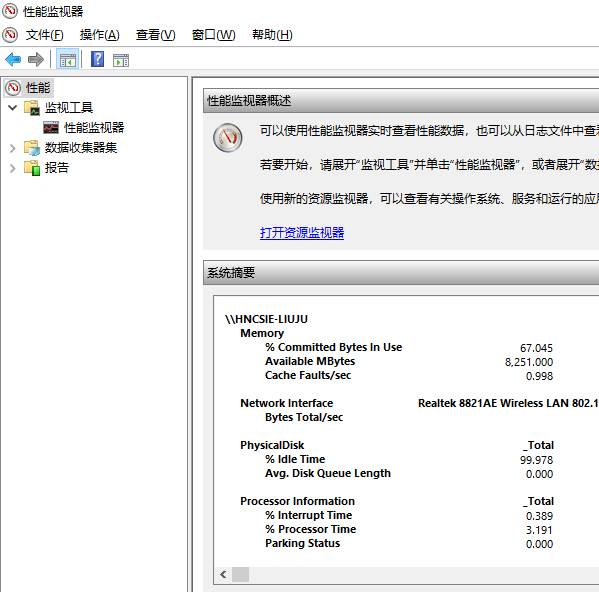 性能监视器
文件(F) 操作(A) 查看(V) 窗口(W) 帮助(H)
性能
监视工具
性能监视器
数据收集器集
报告
性能监视器概述
可以使用性能监视器实时查看性能数据，也可以从日志文件中查看
若要开始，请展开“监视工具”并单击“性能监视器”，或者展开“数据
使用新的资源监视器，可以查看有关操作系统、服务和运行的应用
打开资源监视器
系统摘要
\\HNCSIE-LIUJU
Memory
% Committed Bytes In Use 67.045
Available MBytes 8,251.000
Cache Faults/sec 0.998
Network Interface Realtek 8821AE Wireless LAN 802.1
Bytes Total/sec
PhysicalDisk _Total
% Idle Time 99.978
Avg. Disk Queue Length 0.000
Processor Information _Total
% Interrupt Time 0.389
% Processor Time 3.191
Parking Status 0.000